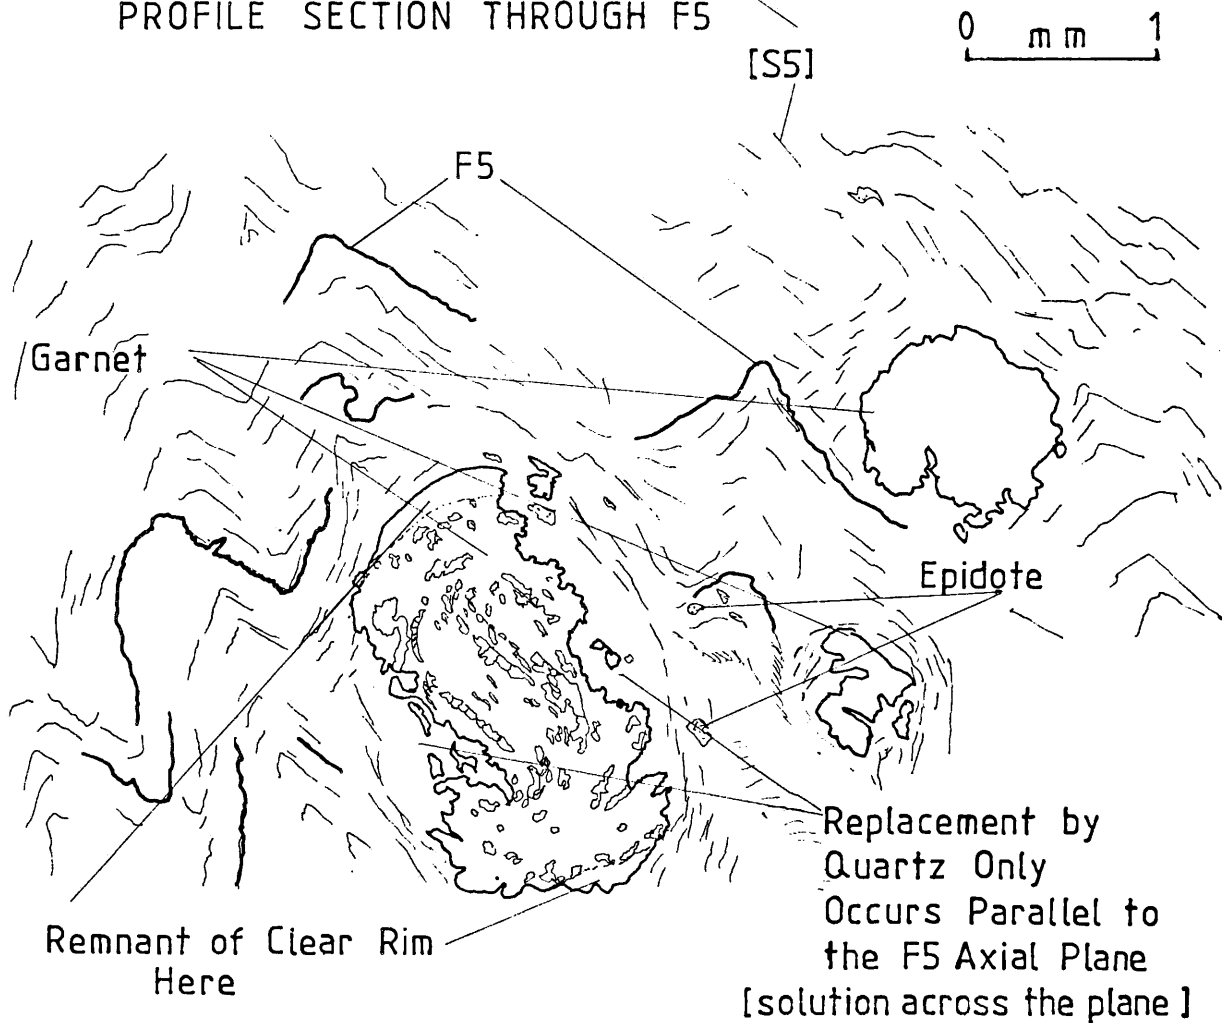 PROFILE SECTION THROUGH F5
0 mm 1
[S5]
F5
Garnet
Epidote
Replacement by
Quartz Only
Occurs Parallel to
the F5 Axial Plane
[solution across the plane]
Remnant of Clear Rim
Here